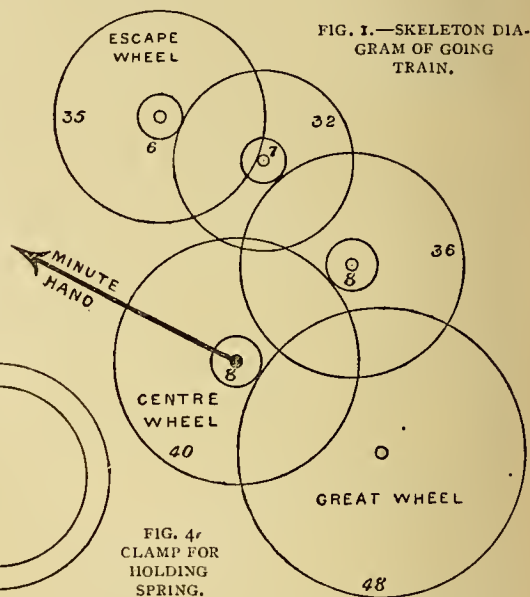 FIG. 1.—SKELETON DIA-
GRAM OF GOING
TRAIN.
ESCAPE
WHEEL
35
6
32
7
36
8
MINUTE
HAND
8
CENTRE
WHEEL
40
GREAT WHEEL
48
FIG. 4,
CLAMP FOR
HOLDING
SPRING.